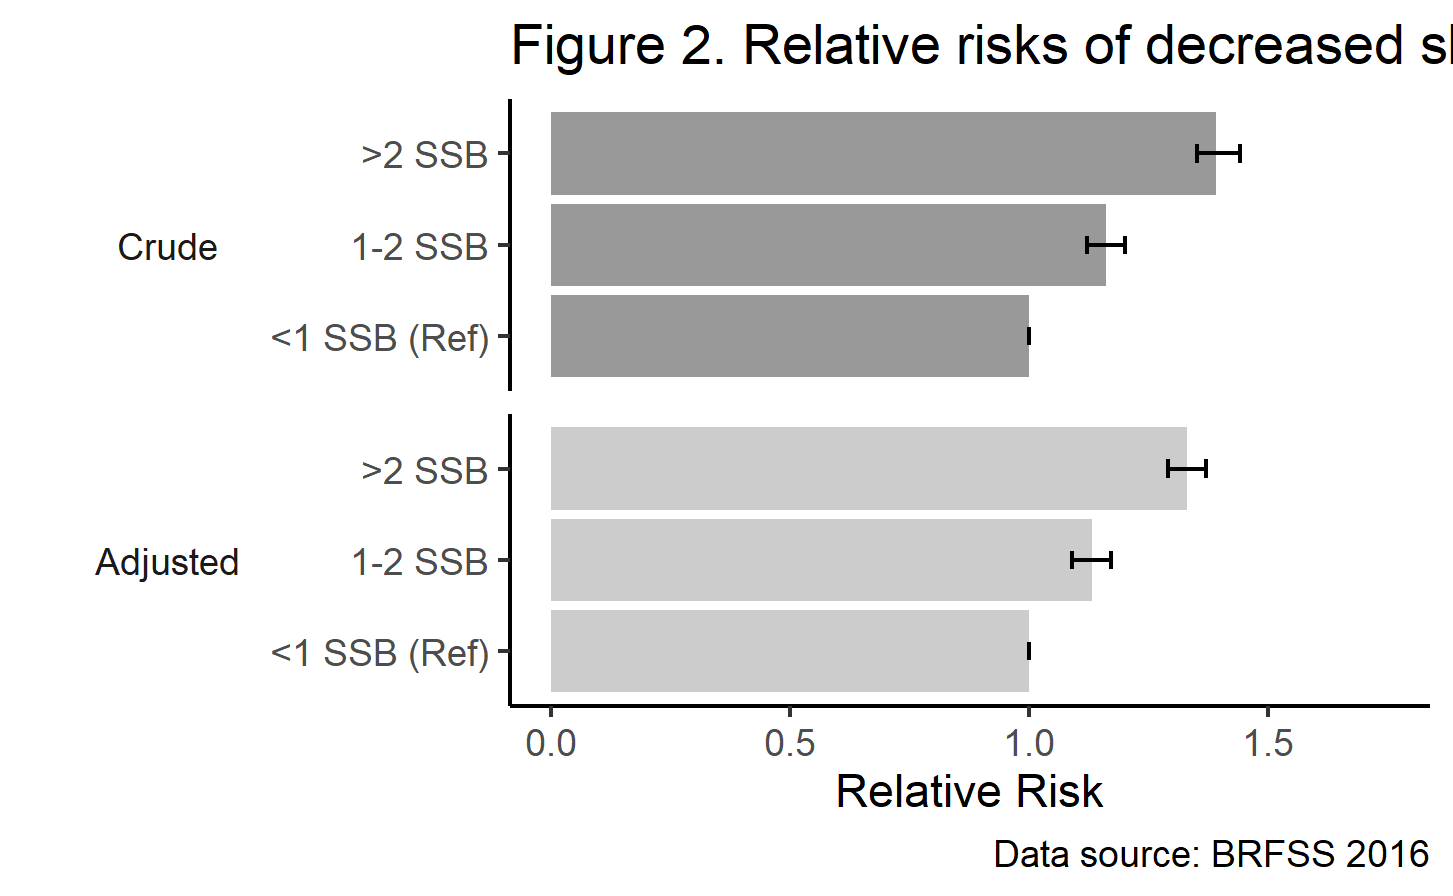 Figure 2. Relative risks of decreased
>2 SSB
Crude
1-2 SSB
<1 SSB (Ref)
>2 SSB
Adjusted
1-2 SSB
<1 SSB (Ref)
0.0 0.5 1.0 1.5
Relative Risk
Data source: BRFSS 2016